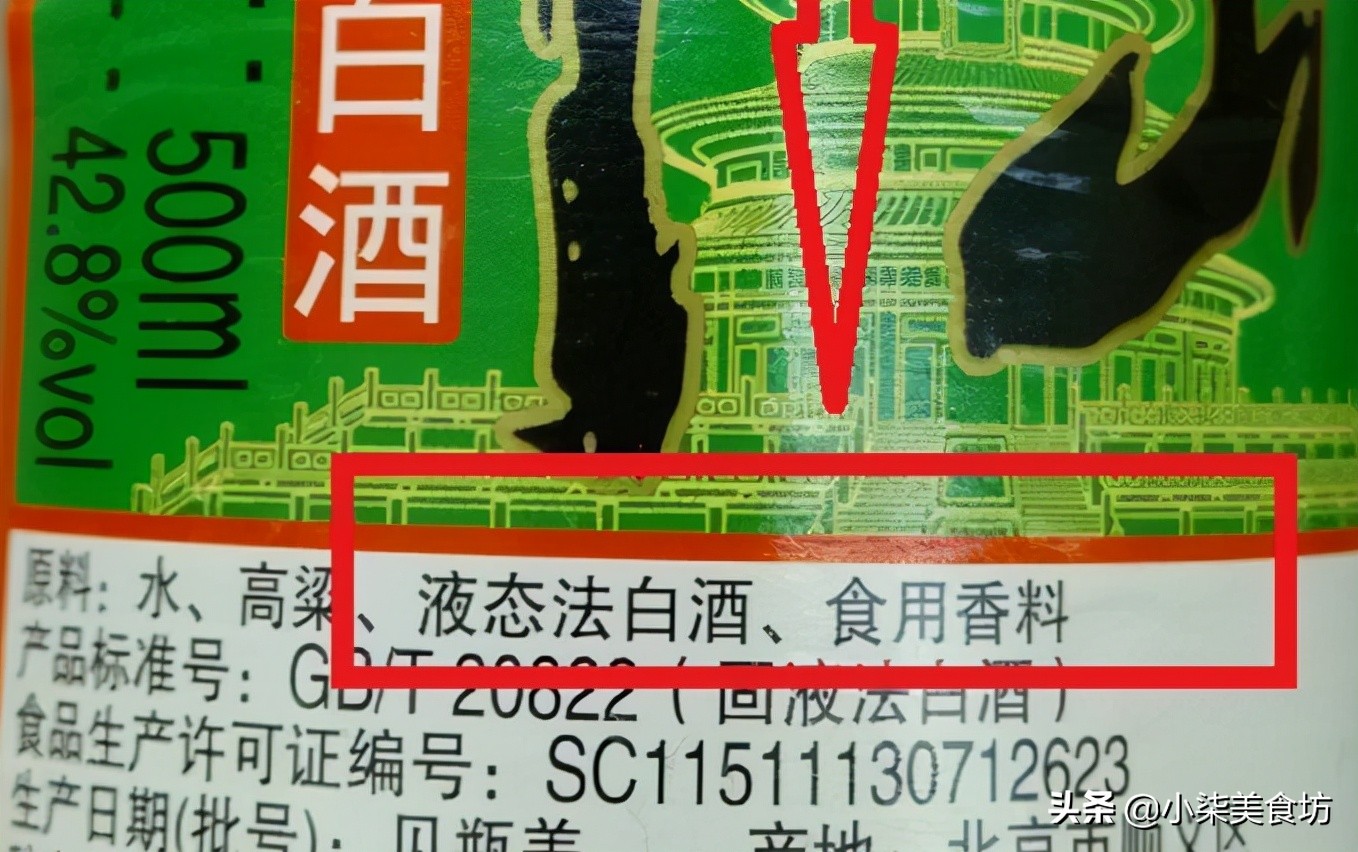 白酒
500ml
42.8%vol
原料：水、高粱、液态法白酒、食用香料
产品标准号：GB/T 20822（固液法白酒）
食品生产许可证编号：SC11511130712623
生产日期(批号)：见瓶盖 产地：北京市顺义区
头条 @小柒美食坊